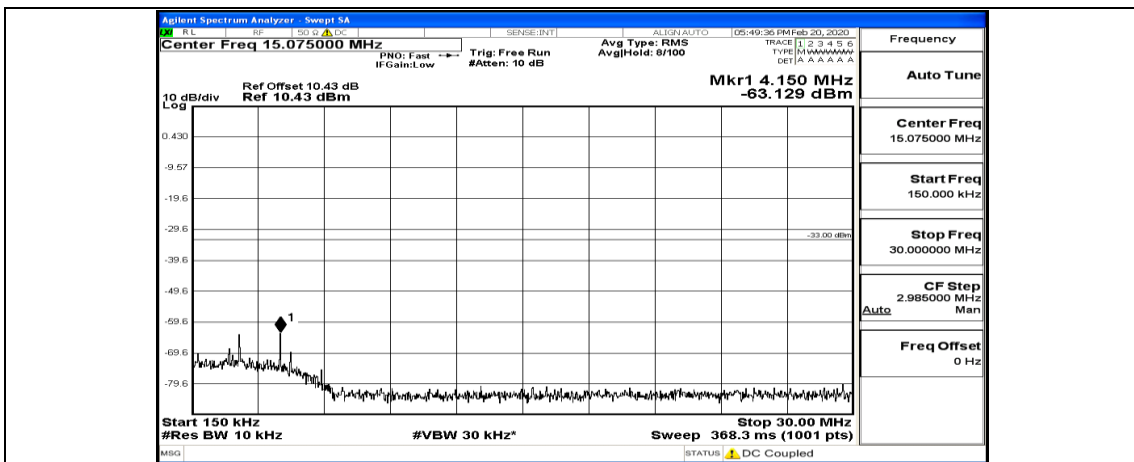 Agilent Spectrum Analyzer - Swept SA
LXI RL RF 50 Ω DC SENSE:INT ALIGN AUTO 05:49:36 PM Feb 20, 2020
Center Freq 15.075000 MHz
PNO: Fast
IFGain:Low
Trig: Free Run
#Atten: 10 dB
Avg Type: RMS
Avg|Hold: 8/100
TRACE 1 2 3 4 5 6
TYPE M WWWWW
DET A A A A A A
Frequency
Auto Tune
Mkr1 4.150 MHz
-63.129 dBm
Ref Offset 10.43 dB
10 dB/div Ref 10.43 dBm
Log
0.430
-9.57
-19.6
-29.6
-33.00 dBm
-39.6
-49.6
-59.6
1
-69.6
-79.6
Center Freq
15.075000 MHz
Start Freq
150.000 kHz
Stop Freq
30.000000 MHz
CF Step
2.985000 MHz
Auto Man
Freq Offset
0 Hz
Start 150 kHz Stop 30.00 MHz
#Res BW 10 kHz #VBW 30 kHz* Sweep 368.3 ms (1001 pts)
MSG STATUS DC Coupled